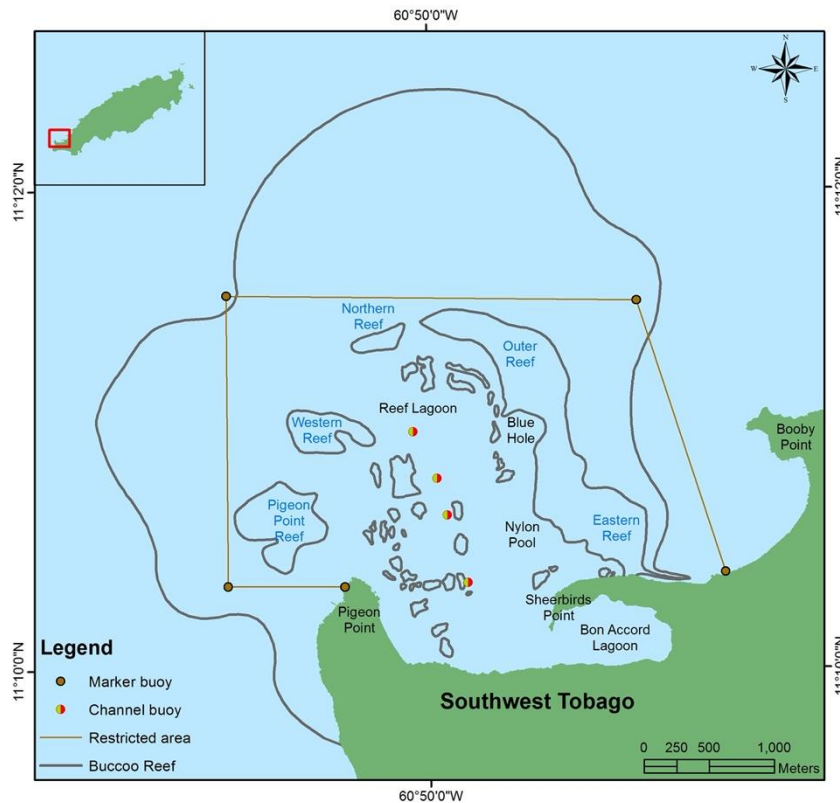 60°50'0"W
N
W
E
S
11°12'0"N
11°12'0"N
Northern
Reef
Outer
Reef
Reef Lagoon
Booby
Point
Western
Reef
Blue
Hole
Pigeon
Point
Reef
Nylon
Pool
Eastern
Reef
Pigeon
Point
Sheerbirds
Point
Bon Accord
Lagoon
11°10'0"N
11°10'0"N
Legend
Marker buoy
Channel buoy
Restricted area
Buccoo Reef
Southwest Tobago
0 250 500 1,000
Meters
60°50'0"W